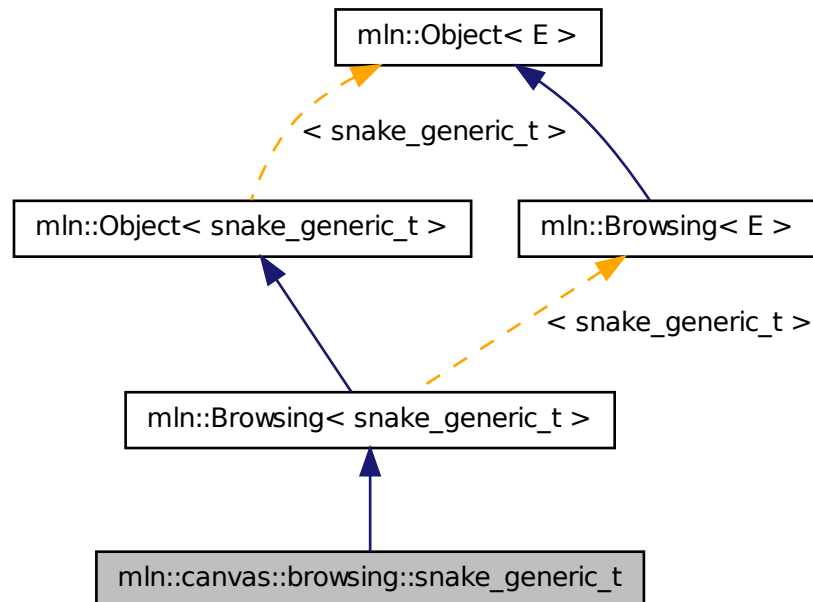 mln::Object< E >
< snake_generic_t >
mln::Object< snake_generic_t >
mln::Browsing< E >
< snake_generic_t >
mln::Browsing< snake_generic_t >
mln::canvas::browsing::snake_generic_t